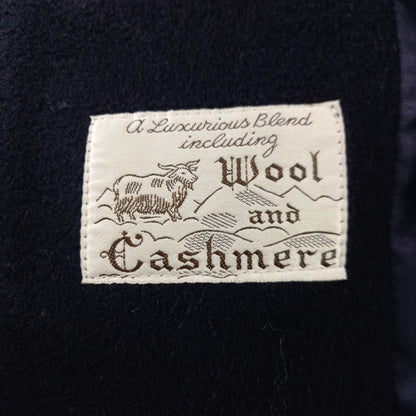 A Luxurious Blend
including
Wool
and
Cashmere